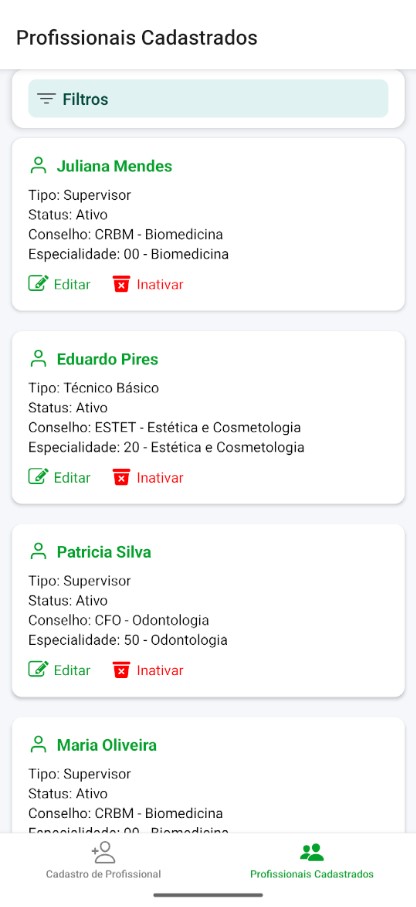 Profissionais Cadastrados
Filtros
Juliana Mendes
Tipo: Supervisor
Status: Ativo
Conselho: CRBM - Biomedicina
Especialidade: 00 - Biomedicina
Editar Inativar
Eduardo Pires
Tipo: Técnico Básico
Status: Ativo
Conselho: ESTET - Estética e Cosmetologia
Especialidade: 20 - Estética e Cosmetologia
Editar Inativar
Patricia Silva
Tipo: Supervisor
Status: Ativo
Conselho: CFO - Odontologia
Especialidade: 50 - Odontologia
Editar Inativar
Maria Oliveira
Tipo: Supervisor
Status: Ativo
Conselho: CRBM - Biomedicina
Especialidade: 00 - Biomedicina
Cadastro de Profissional Profissionais Cadastrados